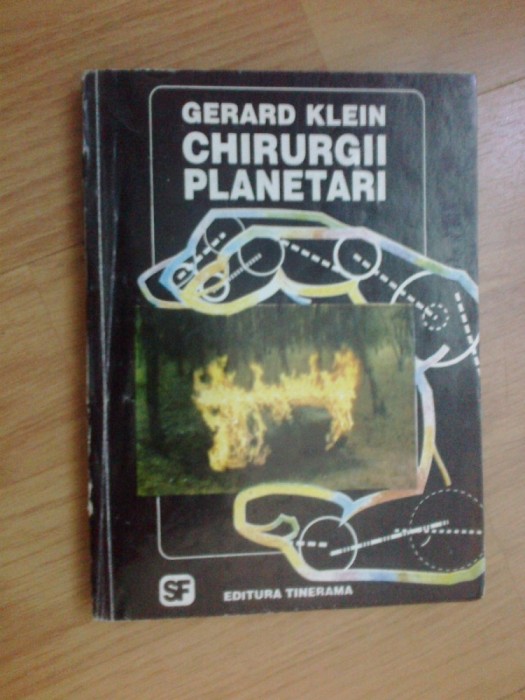 GERARD KLEIN
CHIRURGII
PLANETARI
SF
EDITURA TINERAMA